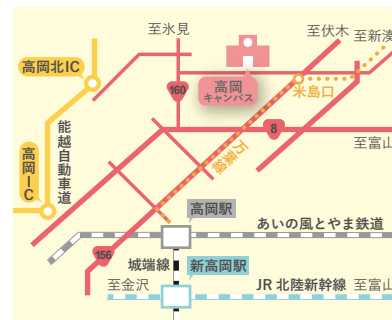 至氷見
至伏木
至新湊
高岡北IC
高岡
キャンパス
米島口
160
8
能越自動車道
万葉線
至富山
高岡IC
高岡駅
あいの風とやま鉄道
156
城端線
新高岡駅
至金沢
JR 北陸新幹線
至富山